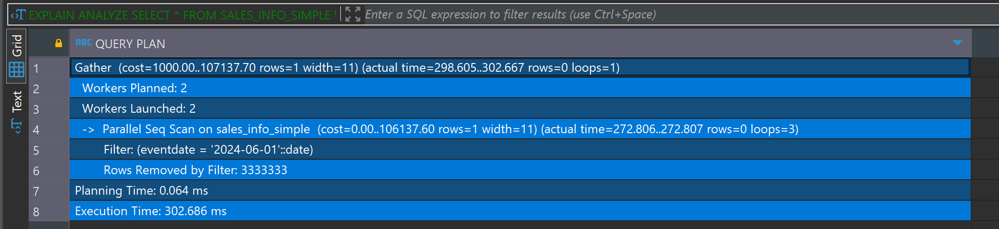 EXPLAIN ANALYZE SELECT * FROM SALES_INFO_SIMPLE Enter a SQL expression to filter results (use Ctrl+Space)
Grid
Text
ABC QUERY PLAN
1 Gather (cost=1000.00..107137.70 rows=1 width=11) (actual time=298.605..302.667 rows=0 loops=1)
2 Workers Planned: 2
3 Workers Launched: 2
4 -> Parallel Seq Scan on sales_info_simple (cost=0.00..106137.60 rows=1 width=11) (actual time=272.806..272.807 rows=0 loops=3)
5 Filter: (eventdate = '2024-06-01'::date)
6 Rows Removed by Filter: 3333333
7 Planning Time: 0.064 ms
8 Execution Time: 302.686 ms